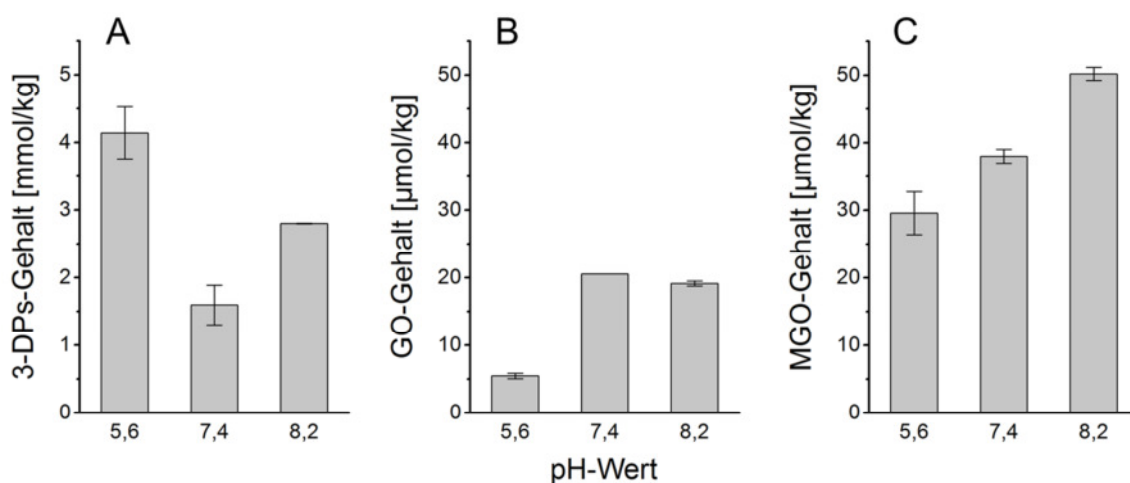 A
3-DPs-Gehalt [mmol/kg]
5
4
3
2
1
0
5,6 7,4 8,2
B
GO-Gehalt [µmol/kg]
50
40
30
20
10
0
5,6 7,4 8,2
C
MGO-Gehalt [µmol/kg]
50
40
30
20
10
0
5,6 7,4 8,2
pH-Wert